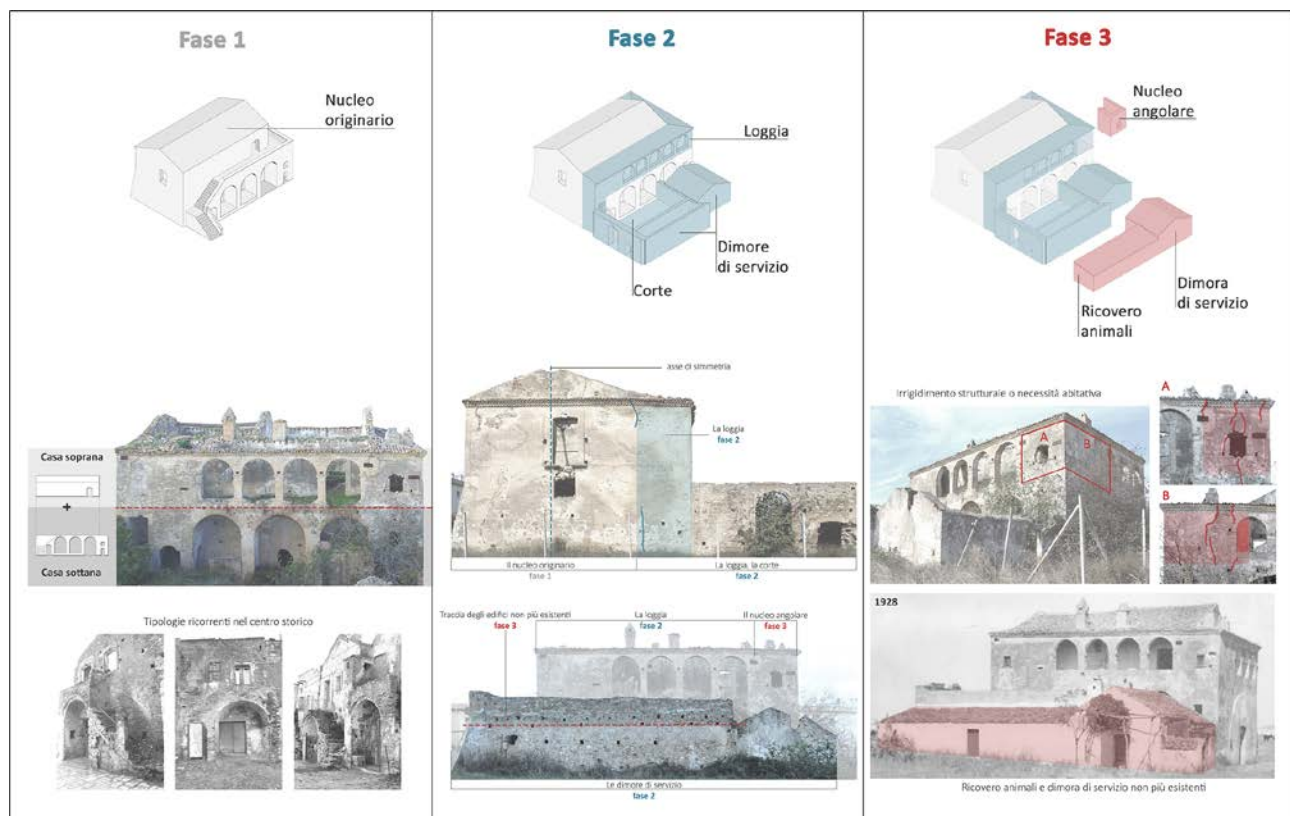 Fase 1
Nucleo
originario
Casa soprana
+
Casa sottana
Tipologie ricorrenti nel centro storico
Fase 2
Loggia
Dimore
di servizio
Corte
asse di simmetria
La loggia
fase 2
Il nucleo originario
fase 1
La loggia, la corte
fase 2
Traccia degli edifici non più esistenti
fase 3
La loggia
fase 2
Il nucleo angolare
fase 3
Le dimore di servizio
fase 2
Fase 3
Nucleo
angolare
Dimora
di servizio
Ricovero
animali
Irrigidimento strutturale o necessità abitativa
A
B
A
B
1928
Ricovero animali e dimora di servizio non più esistenti